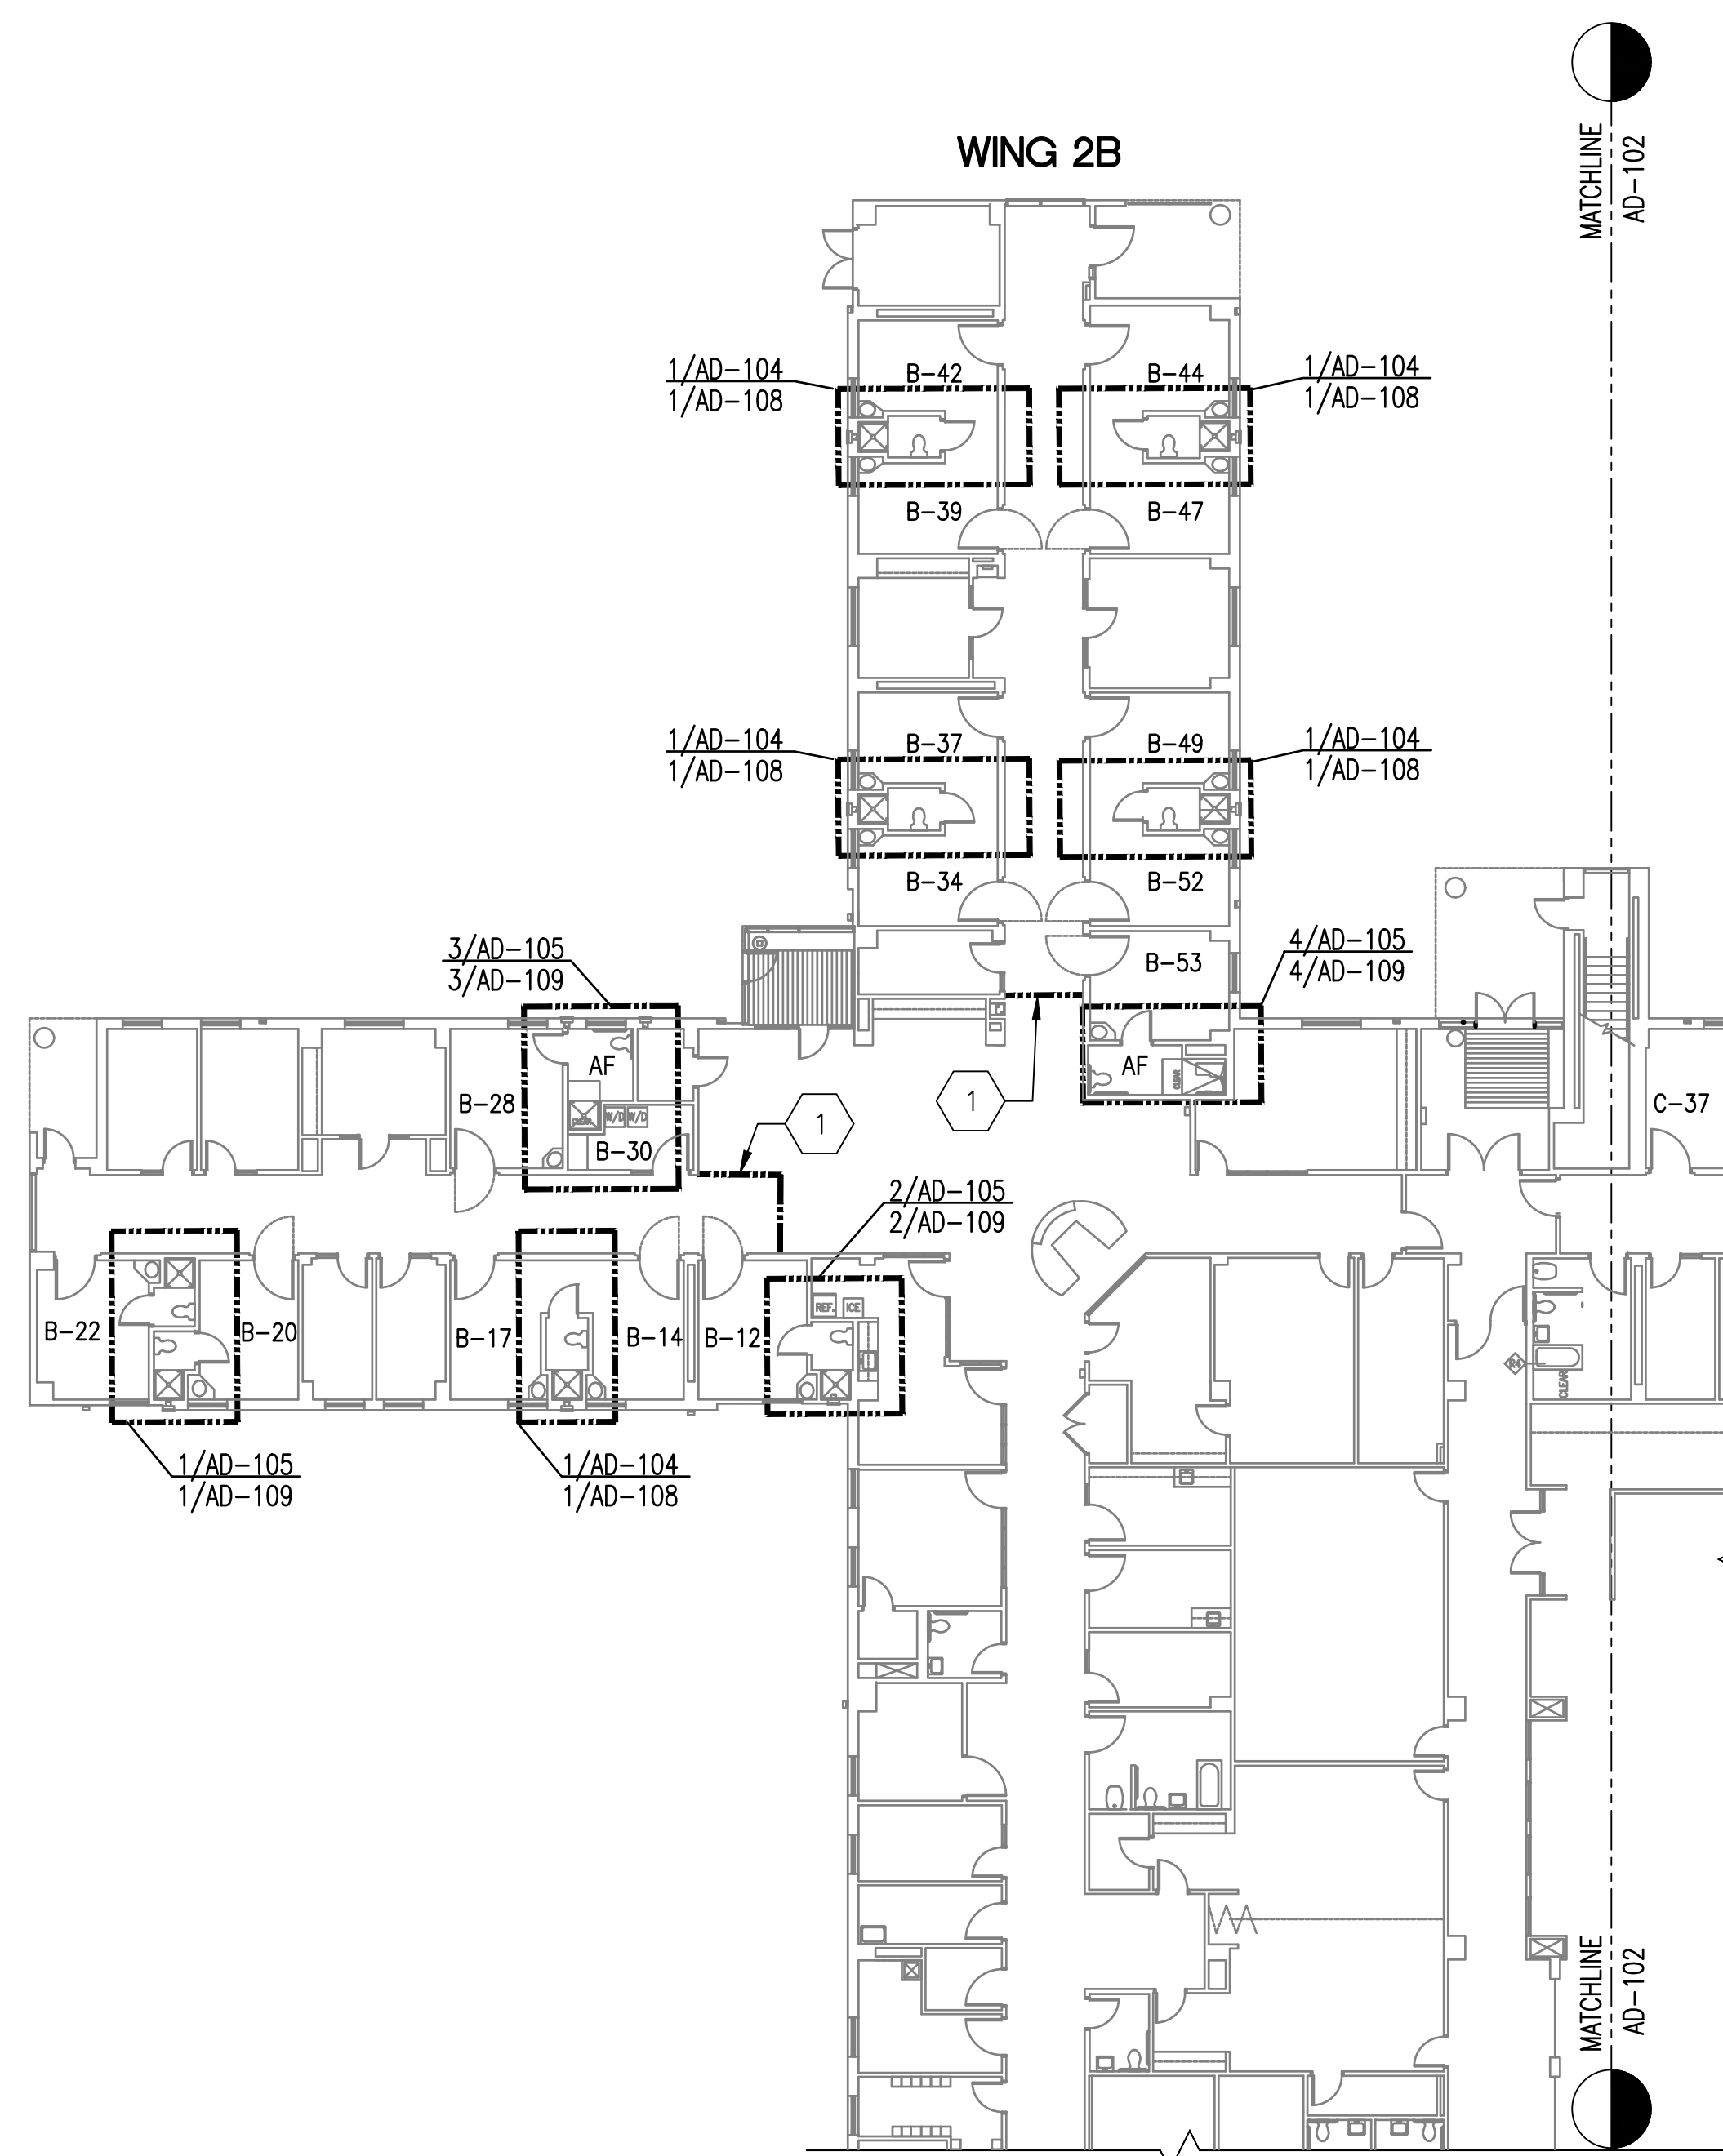 WING 2B
MATCHLINE
AD-102
1/AD-104
1/AD-108
B-42
B-44
1/AD-104
1/AD-108
B-39
B-47
1/AD-104
1/AD-108
B-37
B-49
1/AD-104
1/AD-108
B-34
B-52
3/AD-105
3/AD-109
B-53
4/AD-105
4/AD-109
AF
AF
CLEAR
B-28
CLEAR
W/D
W/D
B-30
1
1
C-37
2/AD-105
2/AD-109
REF.
ICE
B-22
B-20
B-17
B-14
B-12
R4
CLEAR
1/AD-105
1/AD-109
1/AD-104
1/AD-108
MATCHLINE
AD-102